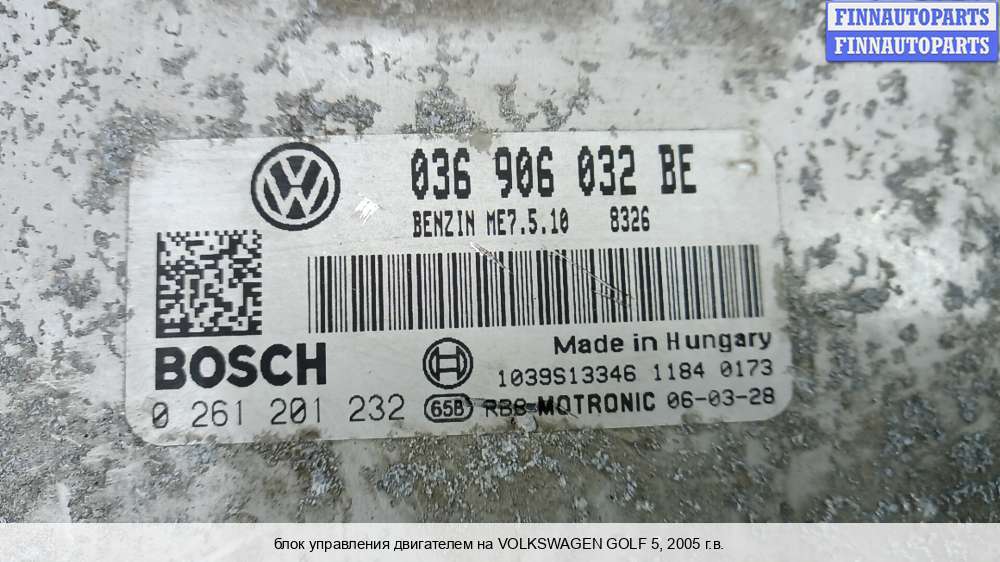 FINNAUTOPARTS
FINNAUTOPARTS
036 906 032 BE
BENZIN ME7.5.10 8326
Made in Hungary
BOSCH
1039S13346 1184 0173
0 261 201 232 65B RB8 MOTRONIC 06-03-28
блок управления двигателем на VOLKSWAGEN GOLF 5, 2005 г.в.